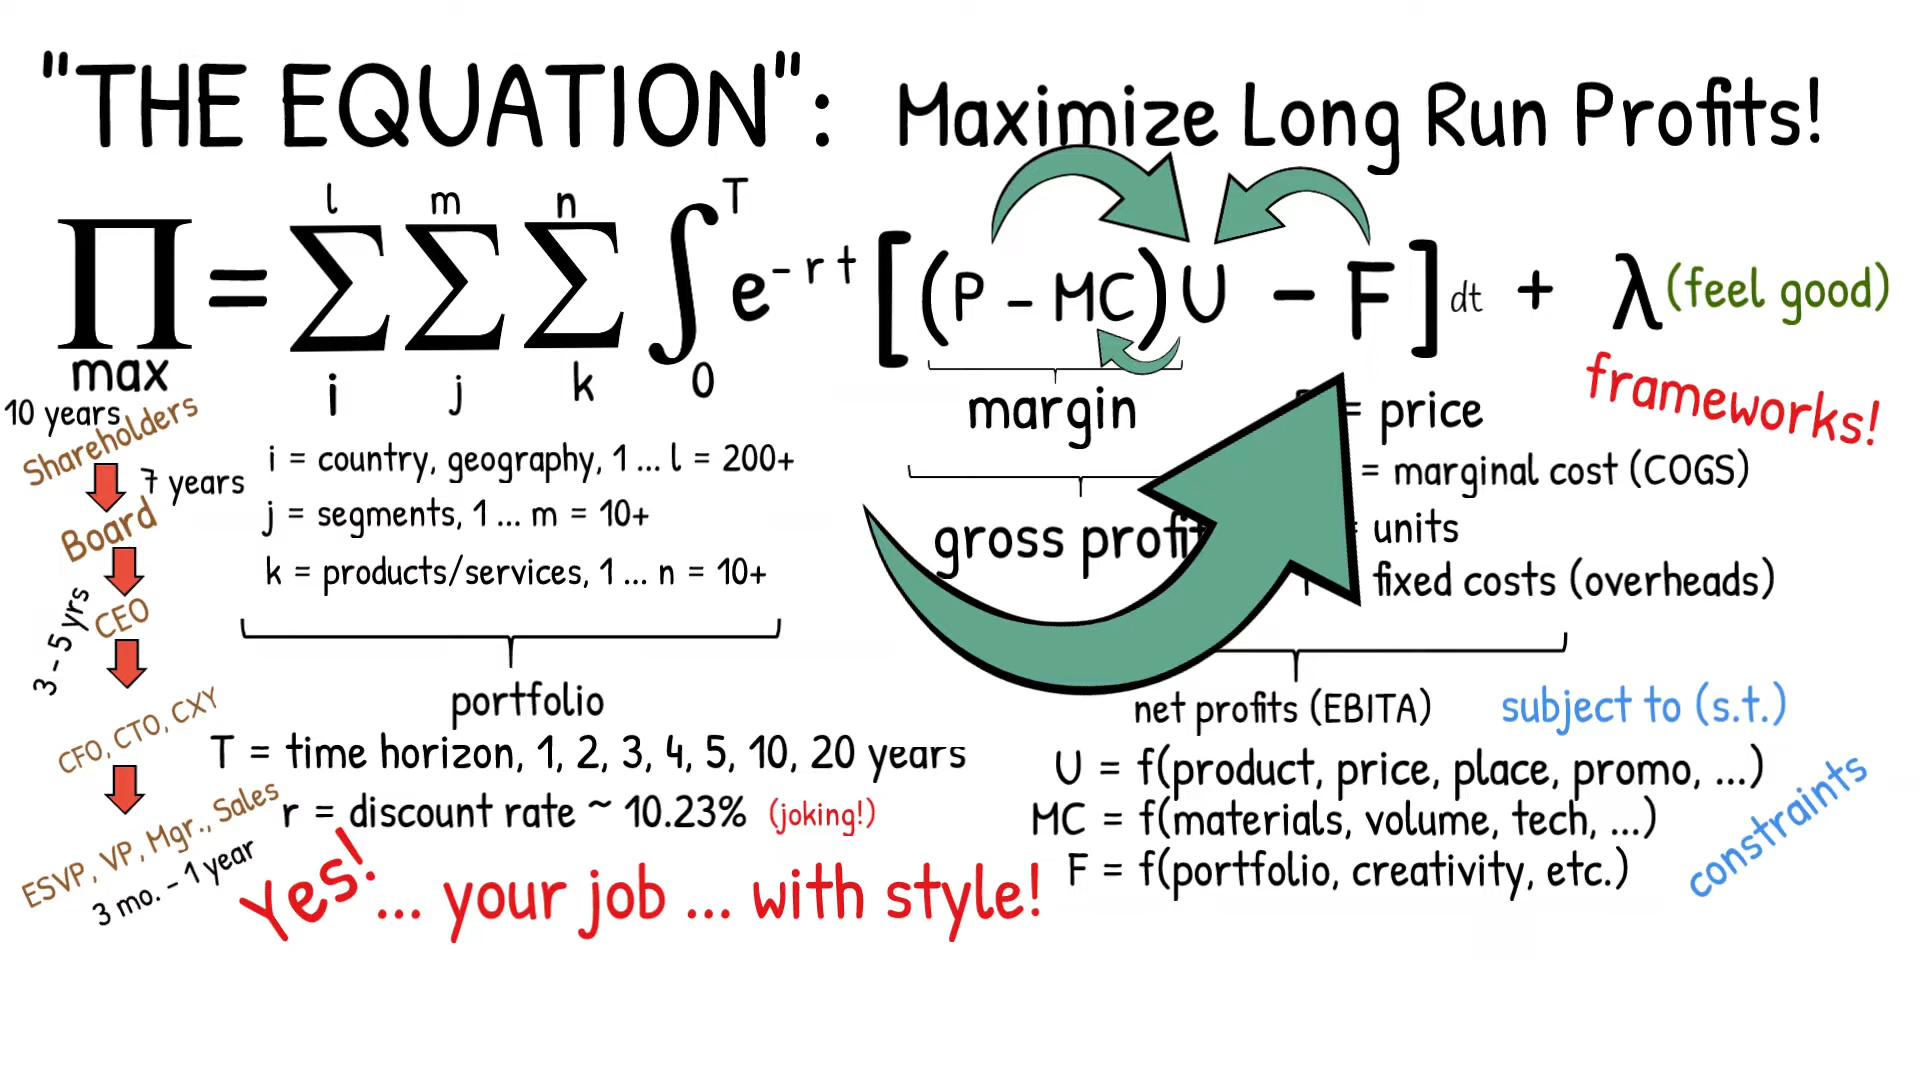 "THE EQUATION": Maximize Long Run Profits!
∏ = l∑i m∑j n∑k ∫0T e^-rt [(P - MC)U - F] dt + λ(feel good)
max
frameworks!
margin
gross profit
= price
= marginal cost (COGS)
units
fixed costs (overheads)
10 years
Shareholders
7 years
Board
3 - 5 yrs
CEO
CFO, CTO, CXY
ESVP, VP, Mgr., Sales
3 mo. - 1 year
i = country, geography, 1 ... l = 200+
j = segments, 1 ... m = 10+
k = products/services, 1 ... n = 10+
portfolio
T = time horizon, 1, 2, 3, 4, 5, 10, 20 years
r = discount rate ~ 10.23% (joking!)
net profits (EBITA)
subject to (s.t.)
U = f(product, price, place, promo, ...)
MC = f(materials, volume, tech, ...)
F = f(portfolio, creativity, etc.)
constraints
Yes! ... your job ... with style!